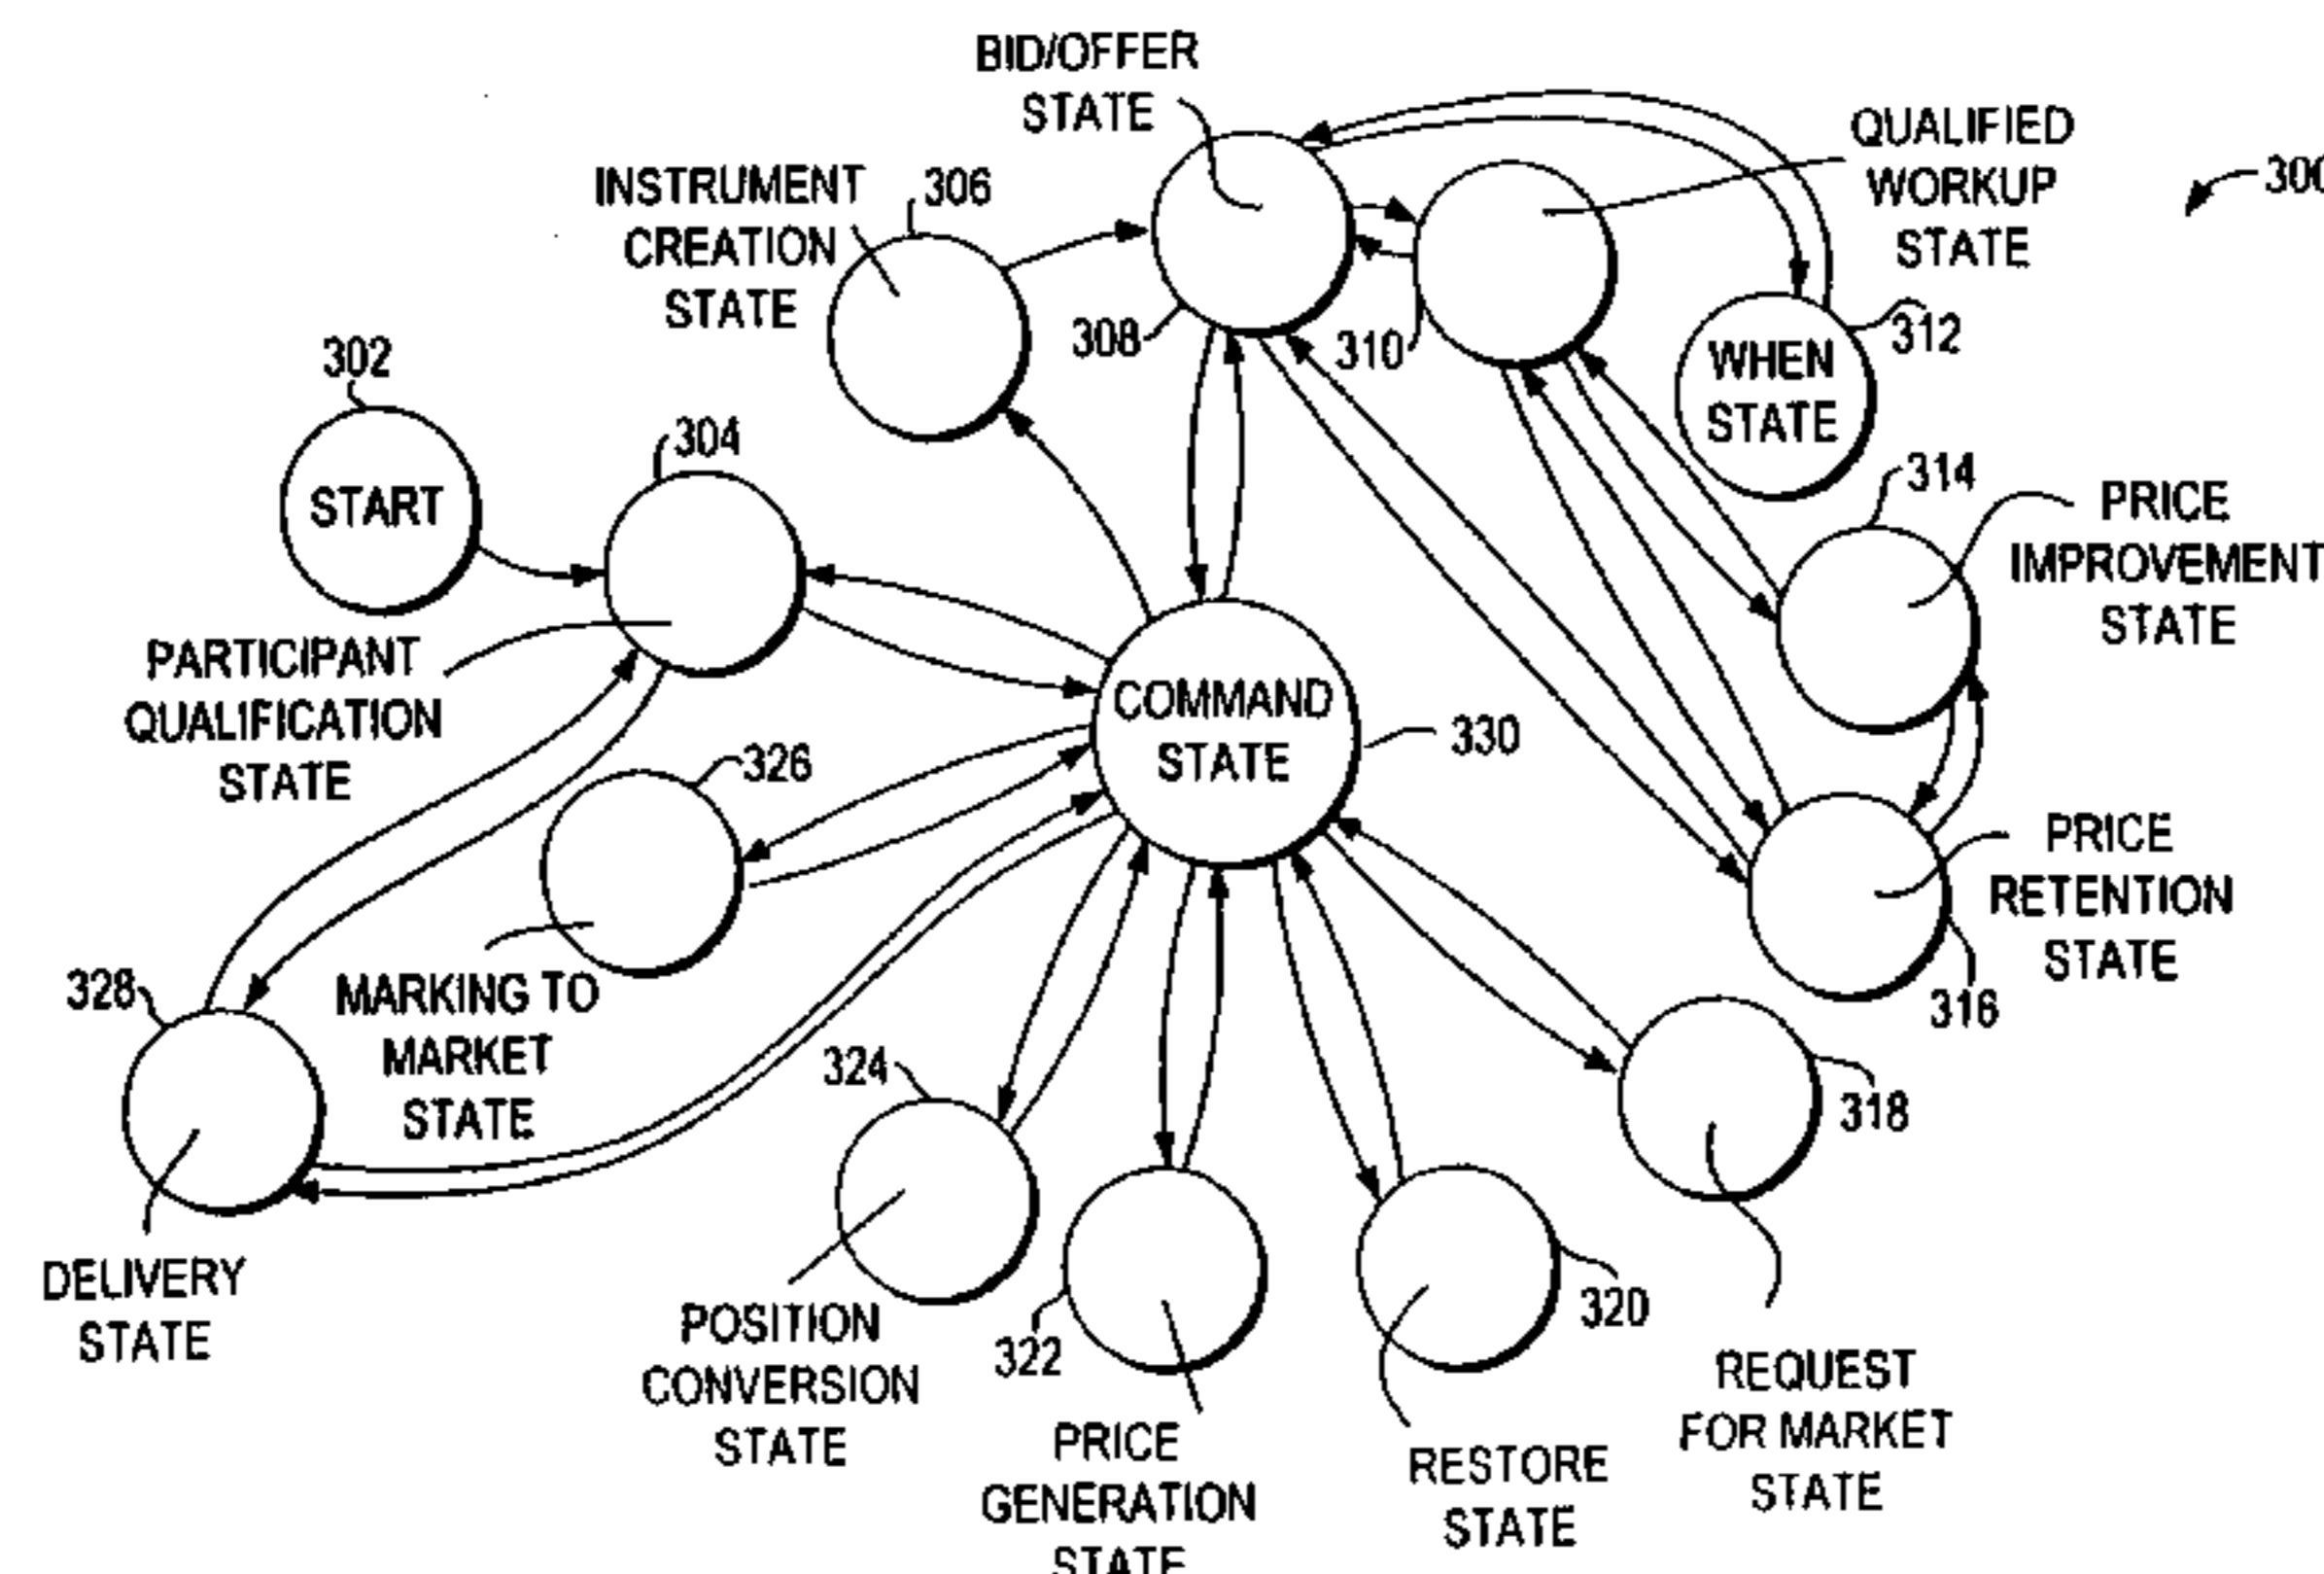 BID/OFFER
STATE
QUALIFIED
WORKUP
STATE
300
INSTRUMENT
CREATION
STATE
306
308
310
312
WHEN
STATE
302
START
304
314
PRICE
IMPROVEMENT
STATE
PARTICIPANT
QUALIFICATION
STATE
COMMAND
STATE
330
326
PRICE
RETENTION
STATE
316
328
MARKING TO
MARKET
STATE
324
318
DELIVERY
STATE
POSITION
CONVERSION
STATE
322
PRICE
GENERATION
STATE
320
RESTORE
STATE
REQUEST
FOR MARKET
STATE